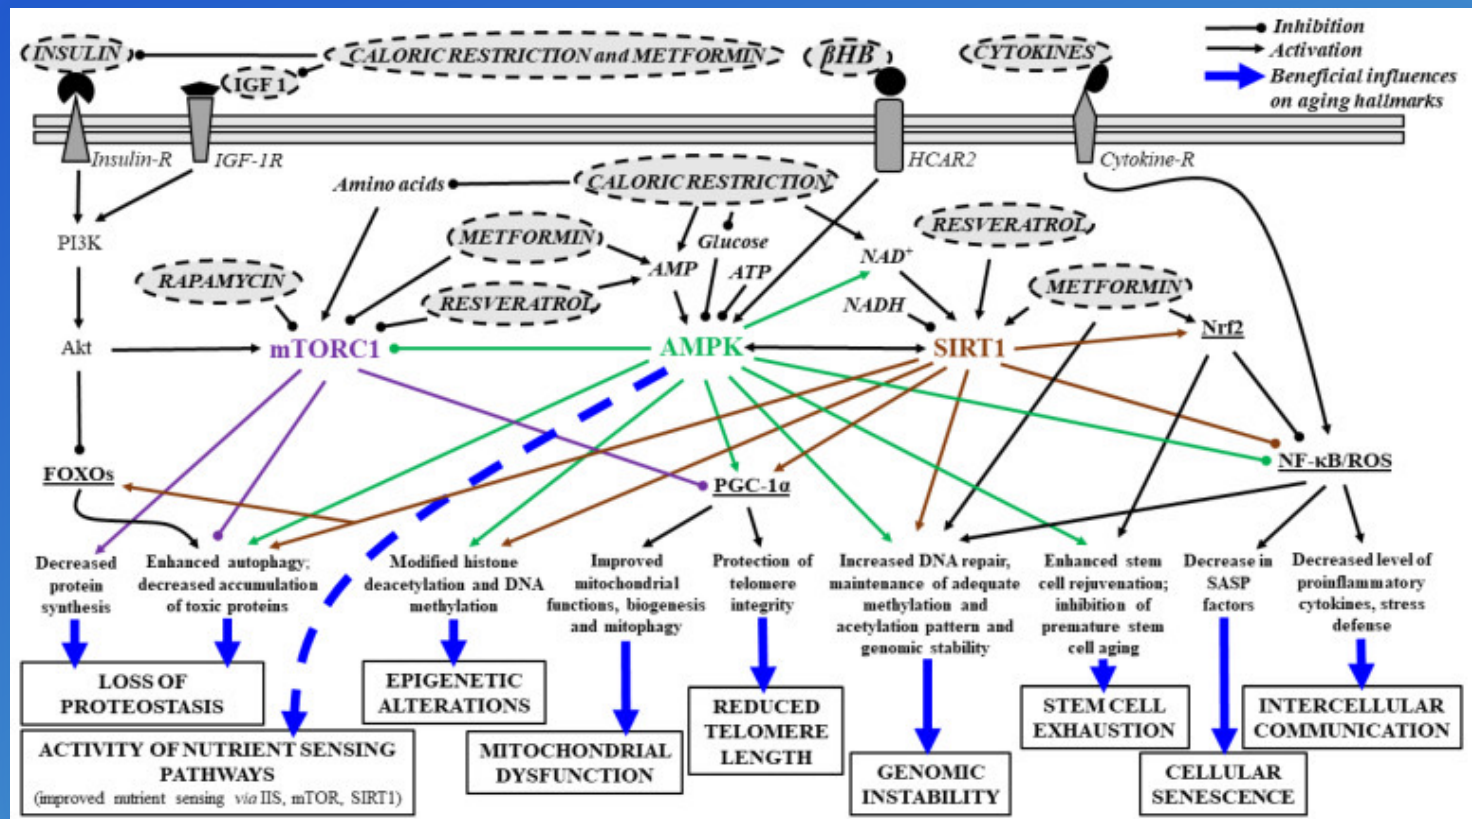 INSULIN
CALORIC RESTRICTION and METFORMIN
βHB
CYTOKINES
Inhibition
Activation
Beneficial influences
on aging hallmarks
IGF 1
Insulin-R
IGF-1R
HCAR2
Cytokine-R
Amino acids
CALORIC RESTRICTION
PI3K
METFORMIN
Glucose
NAD⁺
RESVERATROL
RAPAMYCIN
RESVERATROL
AMP
ATP
NADH
METFORMIN
Akt
mTORC1
AMPK
SIRT1
Nrf2
FOXOs
PGC-1α
NF-κB/ROS
Decreased
protein
synthesis
Enhanced autophagy;
decreased accumulation
of toxic proteins
Modified histone
deacetylation and DNA
methylation
Improved
mitochondrial
functions, biogenesis
and mitophagy
Protection of
telomere
integrity
Increased DNA repair,
maintenance of adequate
methylation and
acetylation pattern and
genomic stability
Enhanced stem
cell rejuvenation;
inhibition of
premature stem
cell aging
Decrease in
SASP
factors
Decreased level of
proinflammatory
cytokines, stress
defense
LOSS OF
PROTEOSTASIS
ACTIVITY OF NUTRIENT SENSING
PATHWAYS
(improved nutrient sensing via IIS, mTOR, SIRT1)
EPIGENETIC
ALTERATIONS
MITOCHONDRIAL
DYSFUNCTION
REDUCED
TELOMERE
LENGTH
GENOMIC
INSTABILITY
STEM CELL
EXHAUSTION
CELLULAR
SENESCENCE
INTERCELLULAR
COMMUNICATION